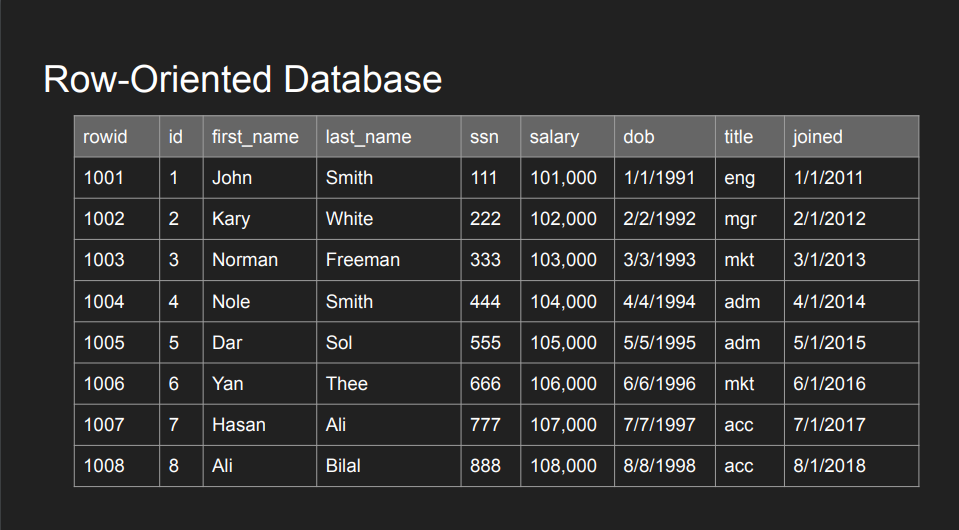 Row-Oriented Database
rowid id first_name last_name ssn salary dob title joined
1001 1 John Smith 111 101,000 1/1/1991 eng 1/1/2011
1002 2 Kary White 222 102,000 2/2/1992 mgr 2/1/2012
1003 3 Norman Freeman 333 103,000 3/3/1993 mkt 3/1/2013
1004 4 Nole Smith 444 104,000 4/4/1994 adm 4/1/2014
1005 5 Dar Sol 555 105,000 5/5/1995 adm 5/1/2015
1006 6 Yan Thee 666 106,000 6/6/1996 mkt 6/1/2016
1007 7 Hasan Ali 777 107,000 7/7/1997 acc 7/1/2017
1008 8 Ali Bilal 888 108,000 8/8/1998 acc 8/1/2018